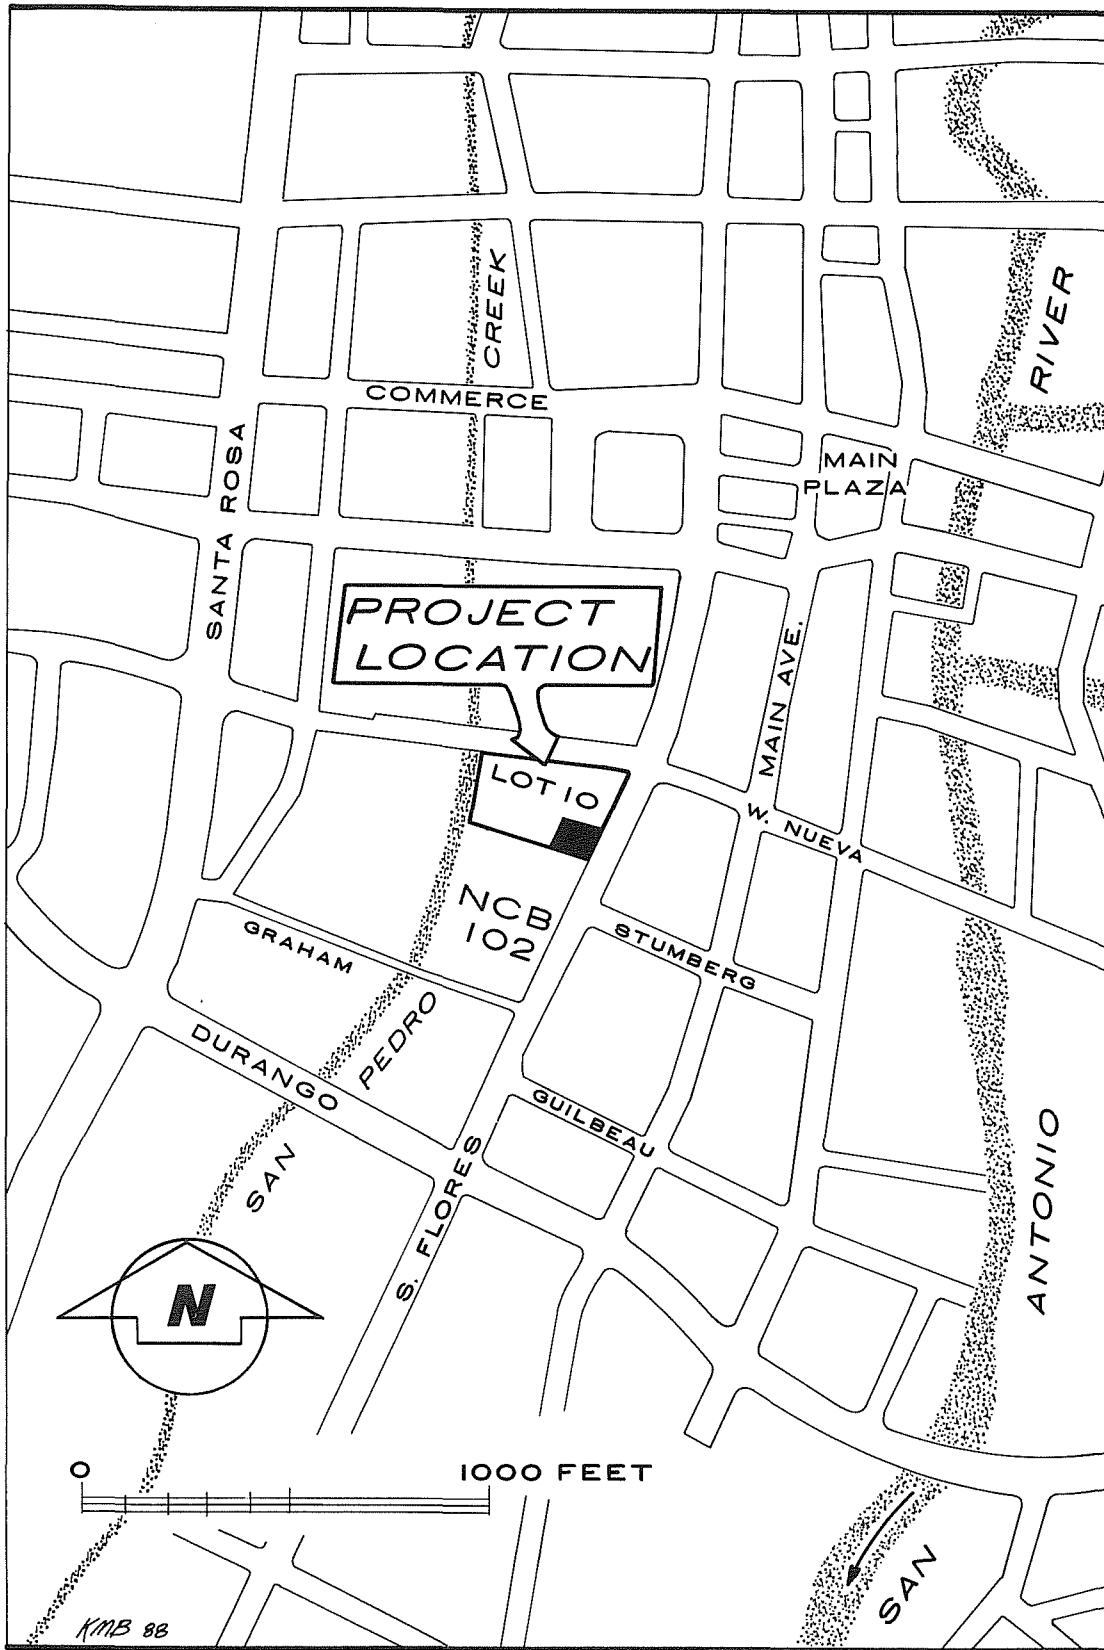 CREEK
RIVER
COMMERCE
SANTA ROSA
MAIN
PLAZA
PROJECT
LOCATION
MAIN AVE.
LOT 10
W. NUEVA
NCB
102
GRAHAM
STUMBERG
PEDRO
DURANGO
GUILBEAU
SAN
S. FLORES
ANTONIO
N
0 1000 FEET
SAN
KMB 88